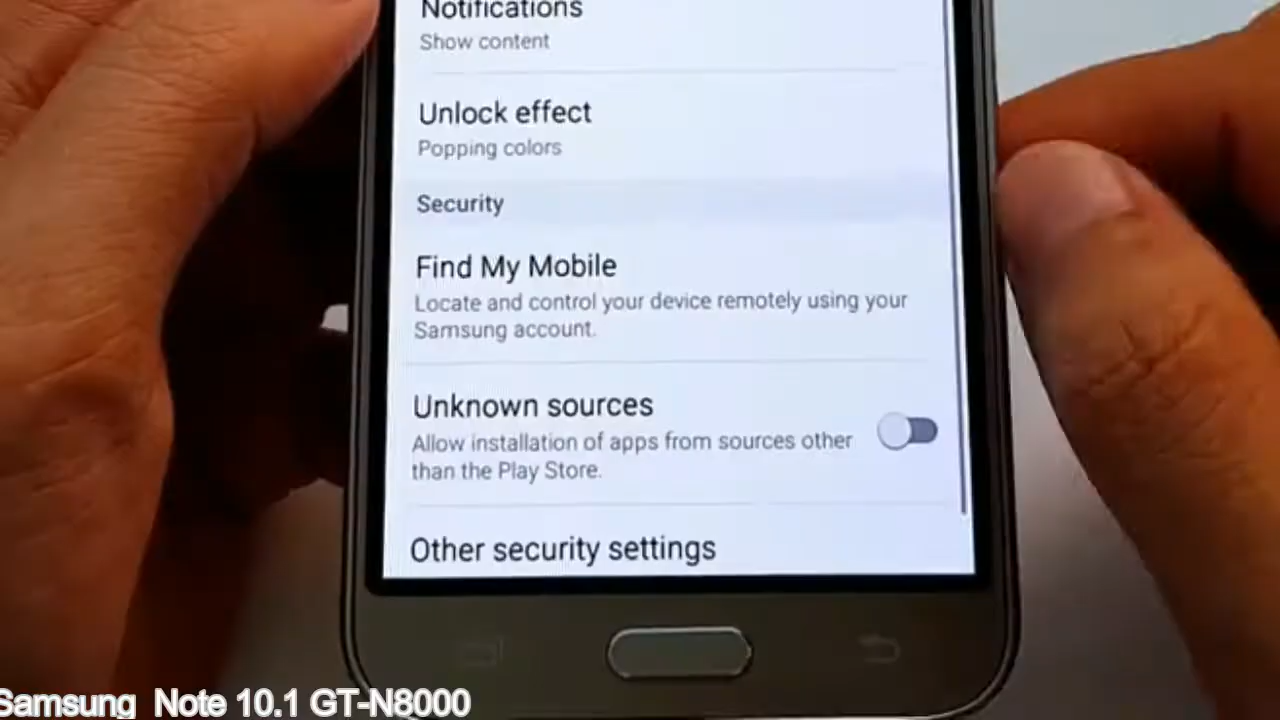 Notifications
Show content
Unlock effect
Popping colors
Security
Find My Mobile
Locate and control your device remotely using your
Samsung account.
Unknown sources
Allow installation of apps from sources other
than the Play Store.
Other security settings
Samsung Note 10.1 GT-N8000